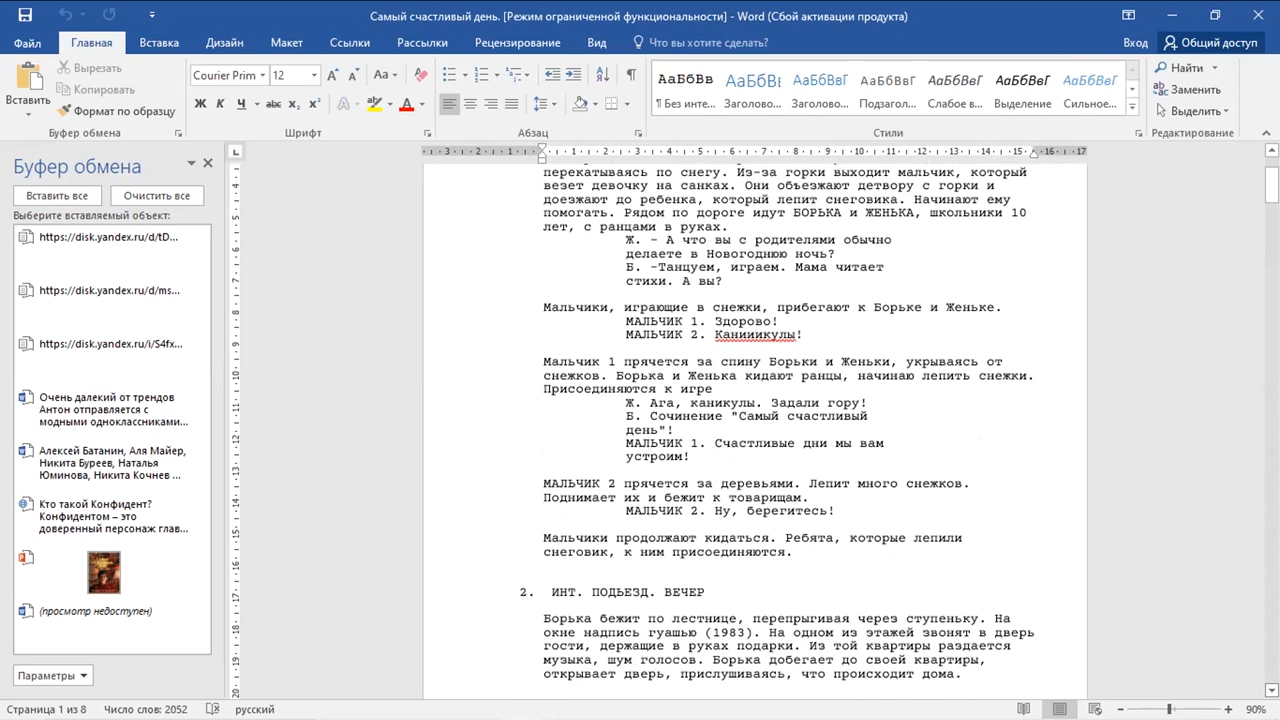 Самый счастливый день. [Режим ограниченной функциональности] - Word (Сбой активации продукта)
Файл Главная Вставка Дизайн Макет Ссылки Рассылки Рецензирование Вид Что вы хотите сделать? Вход Общий доступ
Вставить
Вырезать
Копировать
Формат по образцу
Буфер обмена
Courier Prim 12
Ж К Ч abc x₂ x²
Шрифт
Абзац
АаБбВв АаБбВі АаБбВвГ АаБбВвГ АаБбВвГ АаБбВвГ АаБбВвГ
¶ Без инте... Заголово... Заголово... Подзагол... Слабое в... Выделение Сильное...
Стили
Найти
Заменить
Выделить
Редактирование
Буфер обмена
Вставить все Очистить все
Выберите вставляемый объект:
https://disk.yandex.ru/d/tD...
https://disk.yandex.ru/d/ms...
https://disk.yandex.ru/i/S4fx...
Очень далекий от трендов
Антон отправляется с
модными одноклассниками...
Алексей Батанин, Аля Майер,
Никита Буреев, Наталья
Юминова, Никита Кочнев ...
Кто такой Конфидент?
Конфидентом – это
доверенный персонаж глав...
(просмотр недоступен)
Параметры
перекатываясь по снегу. Из-за горки выходит мальчик, который
везет девочку на санках. Они объезжают детвору с горки и
доезжают до ребенка, который лепит снеговика. Начинают ему
помогать. Рядом по дороге идут БОРЬКА и ЖЕНЬКА, школьники 10
лет, с ранцами в руках.
Ж. - А что вы с родителями обычно
делаете в Новогоднюю ночь?
Б. -Танцуем, играем. Мама читает
стихи. А вы?
Мальчики, играющие в снежки, прибегают к Борьке и Женьке.
МАЛЬЧИК 1. Здорово!
МАЛЬЧИК 2. Канииикулы!
Мальчик 1 прячется за спину Борьки и Женьки, укрываясь от
снежков. Борька и Женька кидают ранцы, начинаю лепить снежки.
Присоединяются к игре
Ж. Ага, каникулы. Задали гору!
Б. Сочинение "Самый счастливый
день"!
МАЛЬЧИК 1. Счастливые дни мы вам
устроим!
МАЛЬЧИК 2 прячется за деревьями. Лепит много снежков.
Поднимает их и бежит к товарищам.
МАЛЬЧИК 2. Ну, берегитесь!
Мальчики продолжают кидаться. Ребята, которые лепили
снеговик, к ним присоединяются.
2. ИНТ. ПОДЬЕЗД. ВЕЧЕР
Борька бежит по лестнице, перепрыгивая через ступеньку. На
окне надпись гуашью (1983). На одном из этажей звонят в дверь
гости, держащие в руках подарки. Из той квартиры раздается
музыка, шум голосов. Борька добегает до своей квартиры,
открывает дверь, прислушиваясь, что происходит дома.
Страница 1 из 8 Число слов: 2052 русский 90%